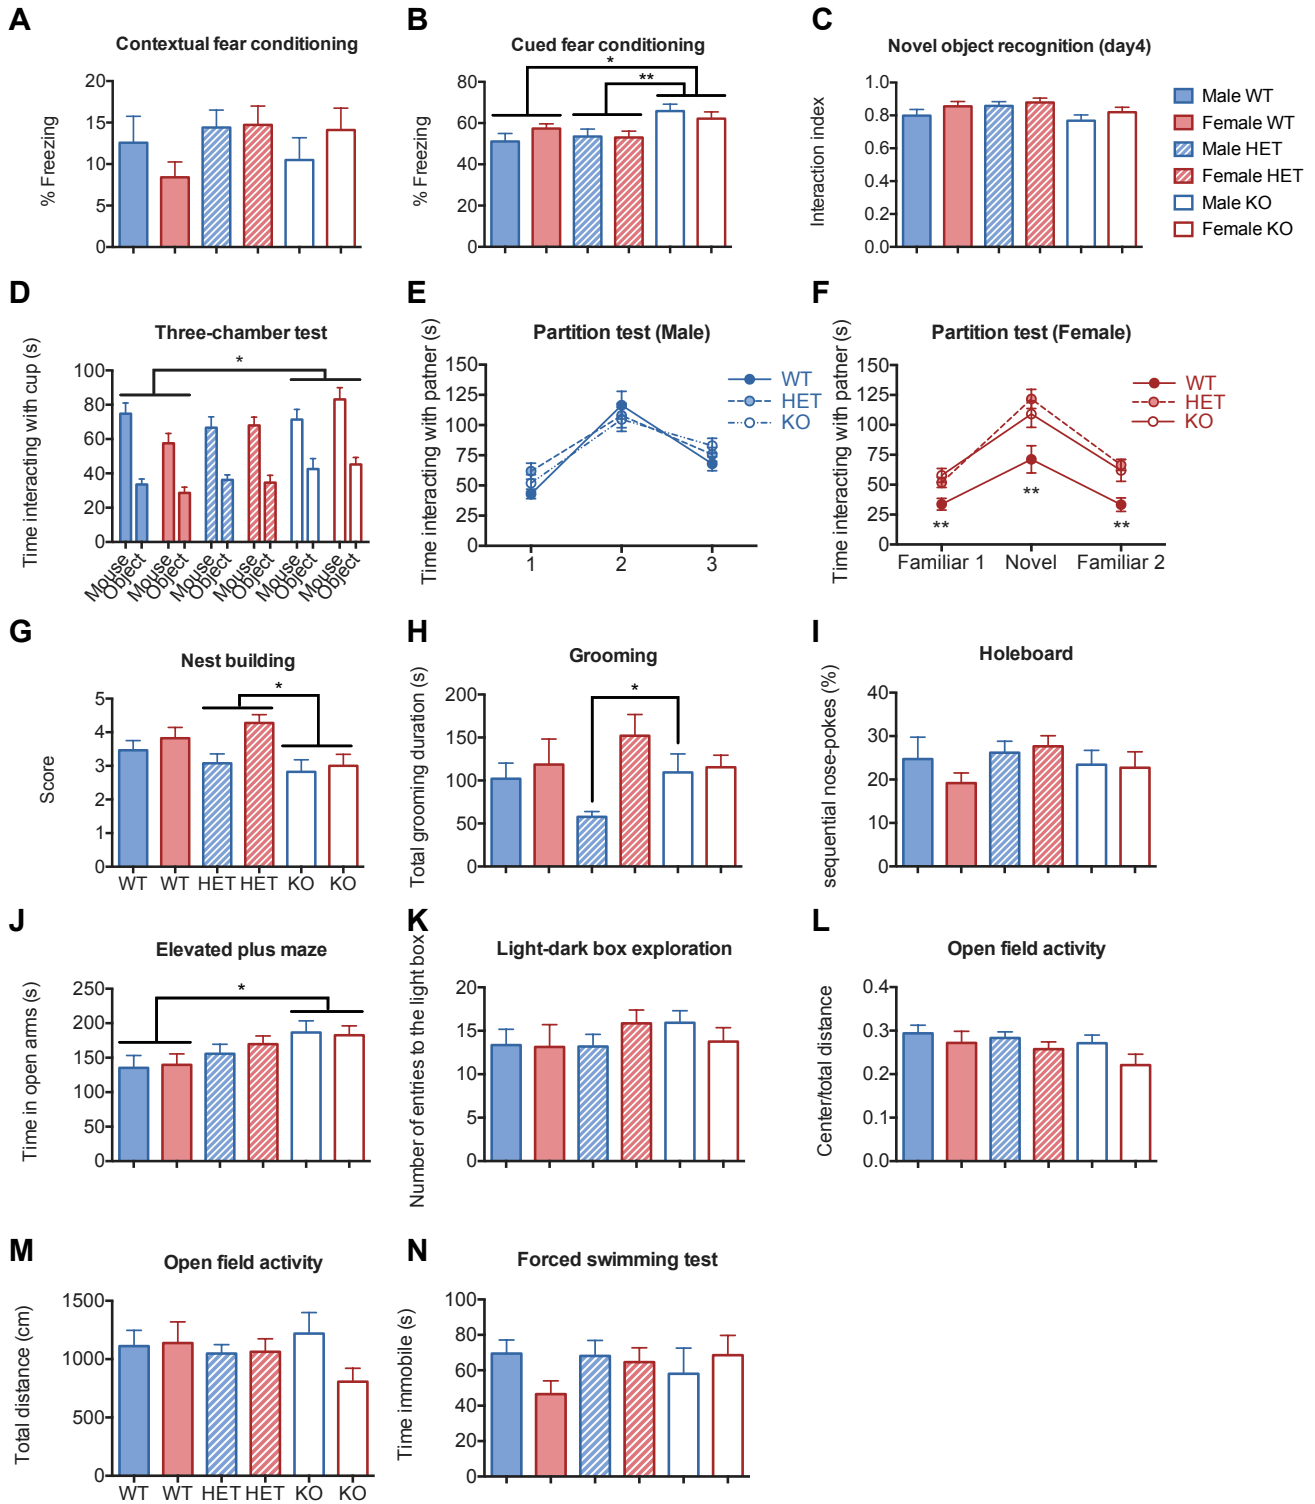 A
Contextual fear conditioning
% Freezing
20
15
10
5
0
B
Cued fear conditioning
% Freezing
80
60
40
20
0
*
**
C
Novel object recognition (day4)
Interaction index
1.0
0.8
0.6
0.4
0.2
0.0
Male WT
Female WT
Male HET
Female HET
Male KO
Female KO
D
Three-chamber test
Time interacting with cup (s)
100
80
60
40
20
0
*
Mouse
Object
Mouse
Object
Mouse
Object
Mouse
Object
Mouse
Object
Mouse
Object
E
Partition test (Male)
Time interacting with patner (s)
150
125
100
75
50
25
0
1 2 3
WT
HET
KO
F
Partition test (Female)
Time interacting with patner (s)
150
125
100
75
50
25
0
** ** **
Familiar 1 Novel Familiar 2
WT
HET
KO
G
Nest building
Score
5
4
3
2
1
0
*
WT WT HET HET KO KO
H
Grooming
Total grooming duration (s)
200
150
100
50
0
*
I
Holeboard
sequential nose-pokes (%)
40
30
20
10
0
J
Elevated plus maze
Time in open arms (s)
250
200
150
100
50
0
*
K
Light-dark box exploration
Number of entries to the light box
20
15
10
5
0
L
Open field activity
Center/total distance
0.4
0.3
0.2
0.1
0.0
M
Open field activity
Total distance (cm)
1500
1000
500
0
WT WT HET HET KO KO
N
Forced swimming test
Time immobile (s)
100
80
60
40
20
0